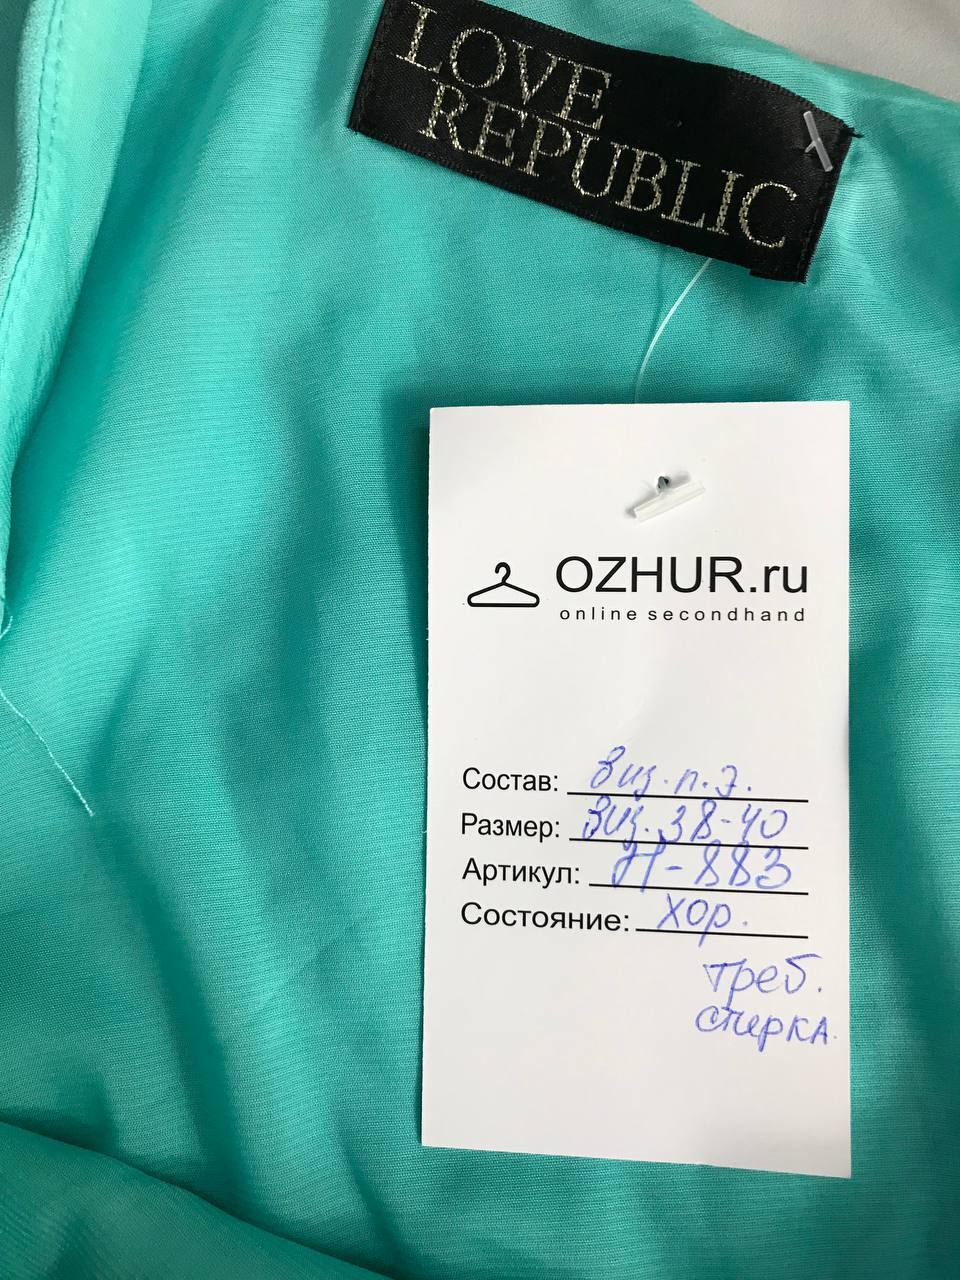 LOVE
REPUBLIC
OZHUR.ru
online secondhand
Состав: Виз. п.э.
Размер: Виз. 38-40
Артикул: Н-883
Состояние: хор.
треб.
стирка.